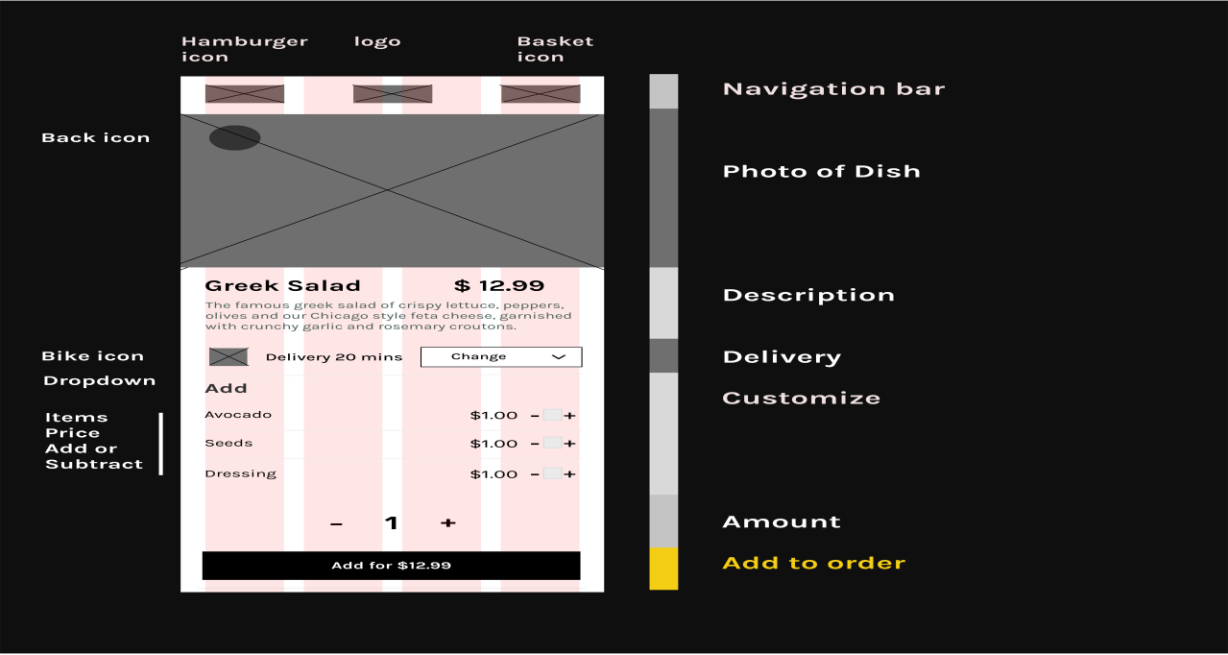 Hamburger icon
logo
Basket icon
Navigation bar
Back icon
Photo of Dish
Greek Salad $ 12.99
The famous greek salad of crispy lettuce, peppers,
olives and our Chicago style feta cheese, garnished
with crunchy garlic and rosemary croutons.
Description
Bike icon
Delivery 20 mins
Change
Delivery
Dropdown
Add
Customize
Items
Price
Add or
Subtract
Avocado $1.00 - +
Seeds $1.00 - +
Dressing $1.00 - +
- 1 +
Amount
Add for $12.99
Add to order